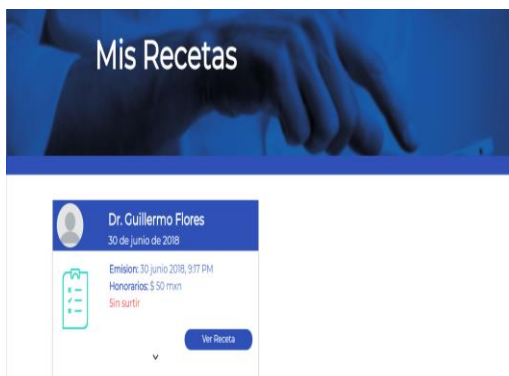 Mis Recetas
Dr. Guillermo Flores
30 de junio de 2018
Emision: 30 junio 2018, 9:17 PM
Honorarios: $ 50 mxn
Sin surtir
Ver Receta